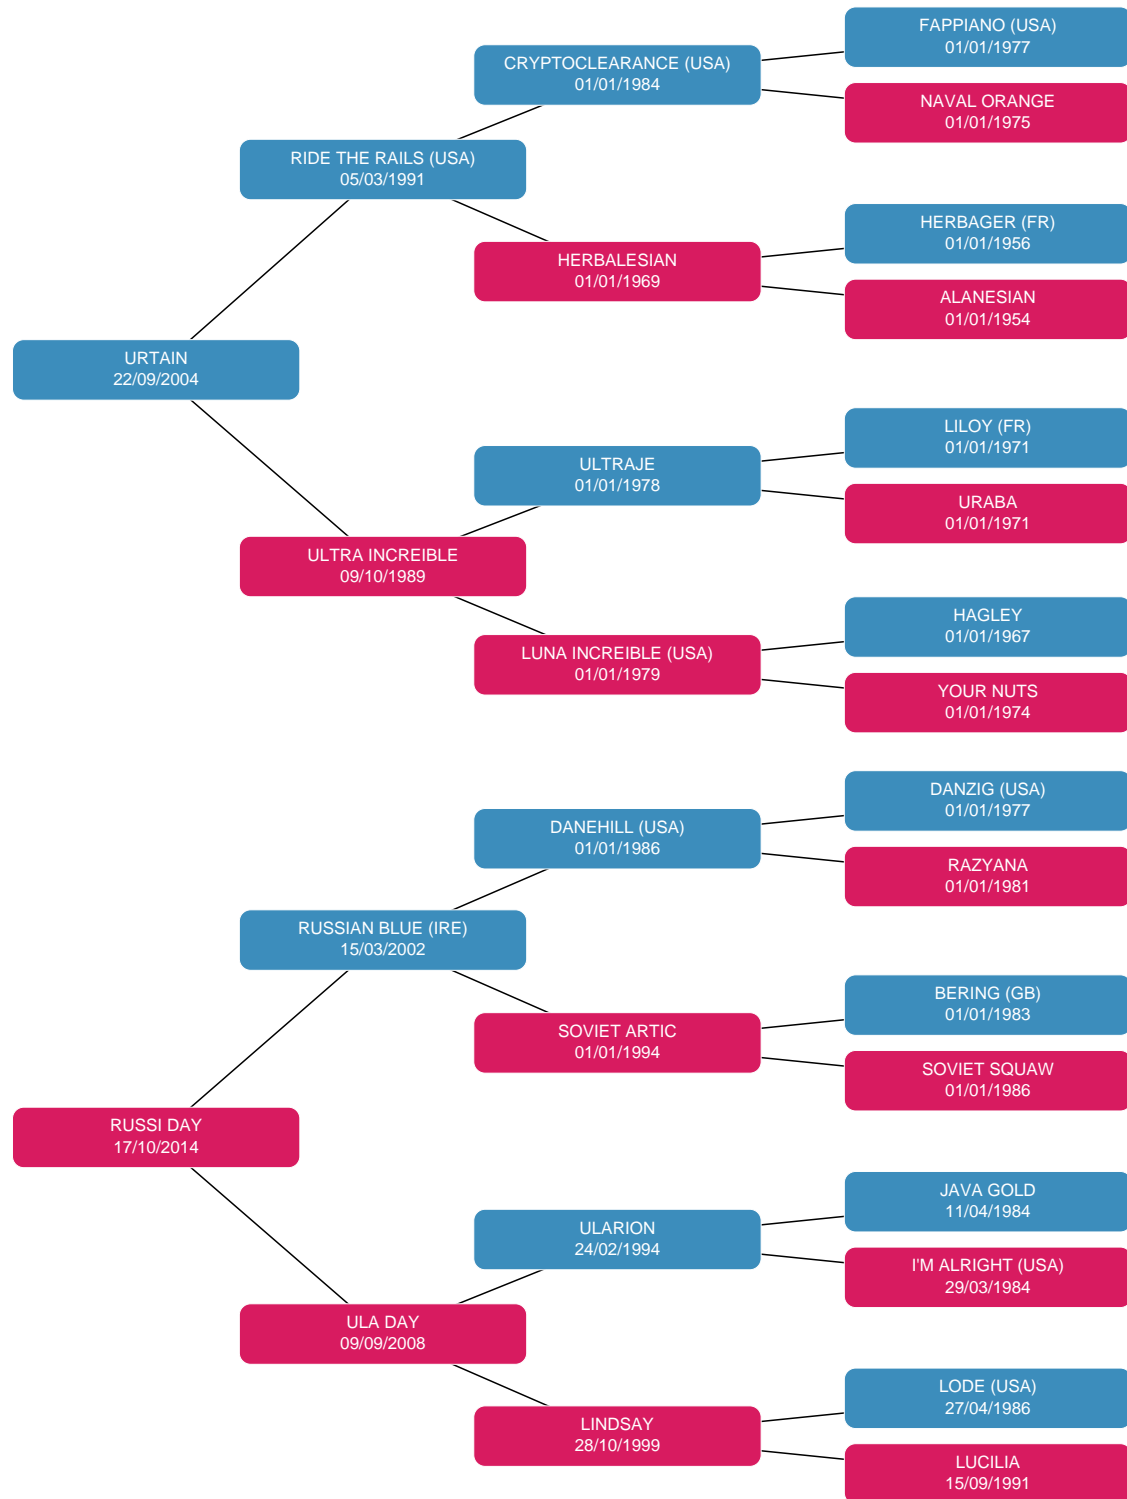 FAPPIANO (USA)
01/01/1977
CRYPTOCLEARANCE (USA)
01/01/1984
NAVAL ORANGE
01/01/1975
RIDE THE RAILS (USA)
05/03/1991
HERBAGER (FR)
01/01/1956
HERBALESIAN
01/01/1969
ALANESIAN
01/01/1954
URTAIN
22/09/2004
LILOY (FR)
01/01/1971
ULTRAJE
01/01/1978
URABA
01/01/1971
ULTRA INCREIBLE
09/10/1989
HAGLEY
01/01/1967
LUNA INCREIBLE (USA)
01/01/1979
YOUR NUTS
01/01/1974
DANZIG (USA)
01/01/1977
DANEHILL (USA)
01/01/1986
RAZYANA
01/01/1981
RUSSIAN BLUE (IRE)
15/03/2002
BERING (GB)
01/01/1983
SOVIET ARTIC
01/01/1994
SOVIET SQUAW
01/01/1986
RUSSI DAY
17/10/2014
JAVA GOLD
11/04/1984
ULARION
24/02/1994
I'M ALRIGHT (USA)
29/03/1984
ULA DAY
09/09/2008
LODE (USA)
27/04/1986
LINDSAY
28/10/1999
LUCILIA
15/09/1991